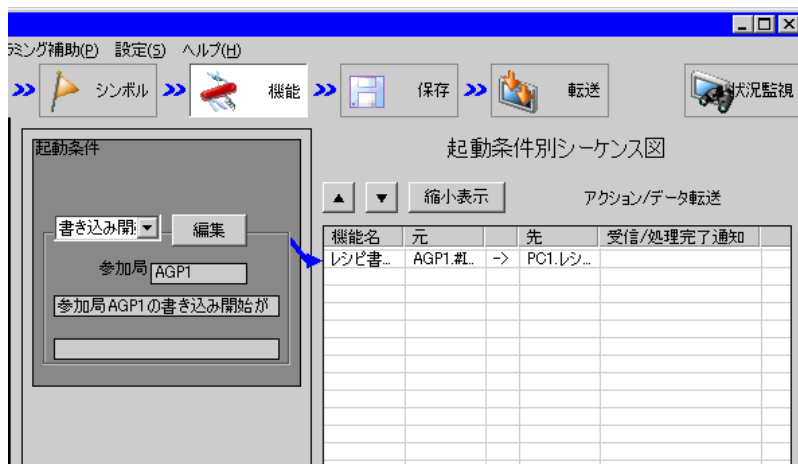 ラミング補助(P) 設定(S) ヘルプ(H)
シンボル 機能 保存 転送 状況監視
起動条件
起動条件別シーケンス図
縮小表示 アクション/データ転送
書き込み開 編集
機能名 元 先 受信/処理完了通知
レシピ書... AGP1.#I... -> PC1.レシ...
参加局 AGP1
参加局AGP1の書き込み開始が